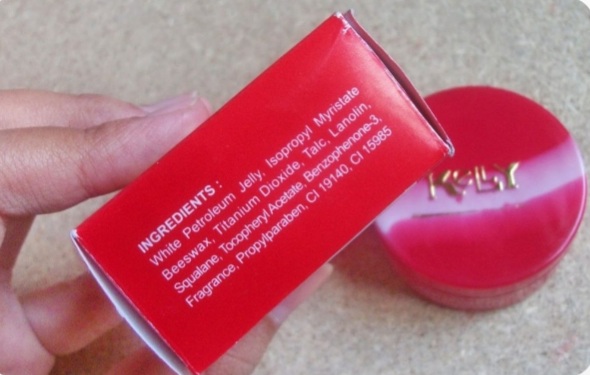 INGREDIENTS :
White Petroleum Jelly, Isopropyl Myristate
Beeswax, Titanium Dioxide, Talc, Lanolin,
Squalane, Tocopheryl Acetate, Benzophenone-3,
Fragrance, Propylparaben, CI 19140, CI 15985
KELLY